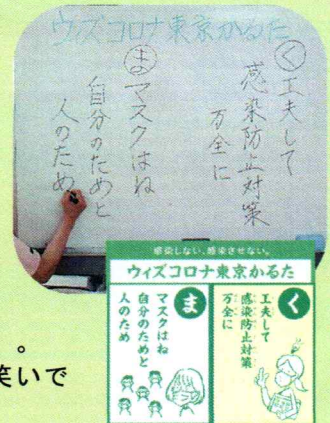 ウィズコロナ東京かるた
く 工夫して
感染防止対策
万全に
ま マスクはね
自分のためと
人のため
感染しない、感染させない。
ウィズコロナ東京かるた
く
工夫して
感染防止対策
万全に
ま
マスクはね
自分のためと
人のため
。
笑いで